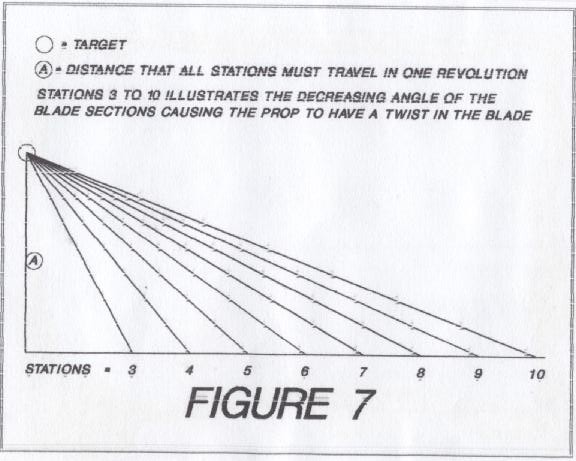 = TARGET
(A) = DISTANCE THAT ALL STATIONS MUST TRAVEL IN ONE REVOLUTION
STATIONS 3 TO 10 ILLUSTRATES THE DECREASING ANGLE OF THE
BLADE SECTIONS CAUSING THE PROP TO HAVE A TWIST IN THE BLADE
A
STATIONS = 3 4 5 6 7 8 9 10
FIGURE 7